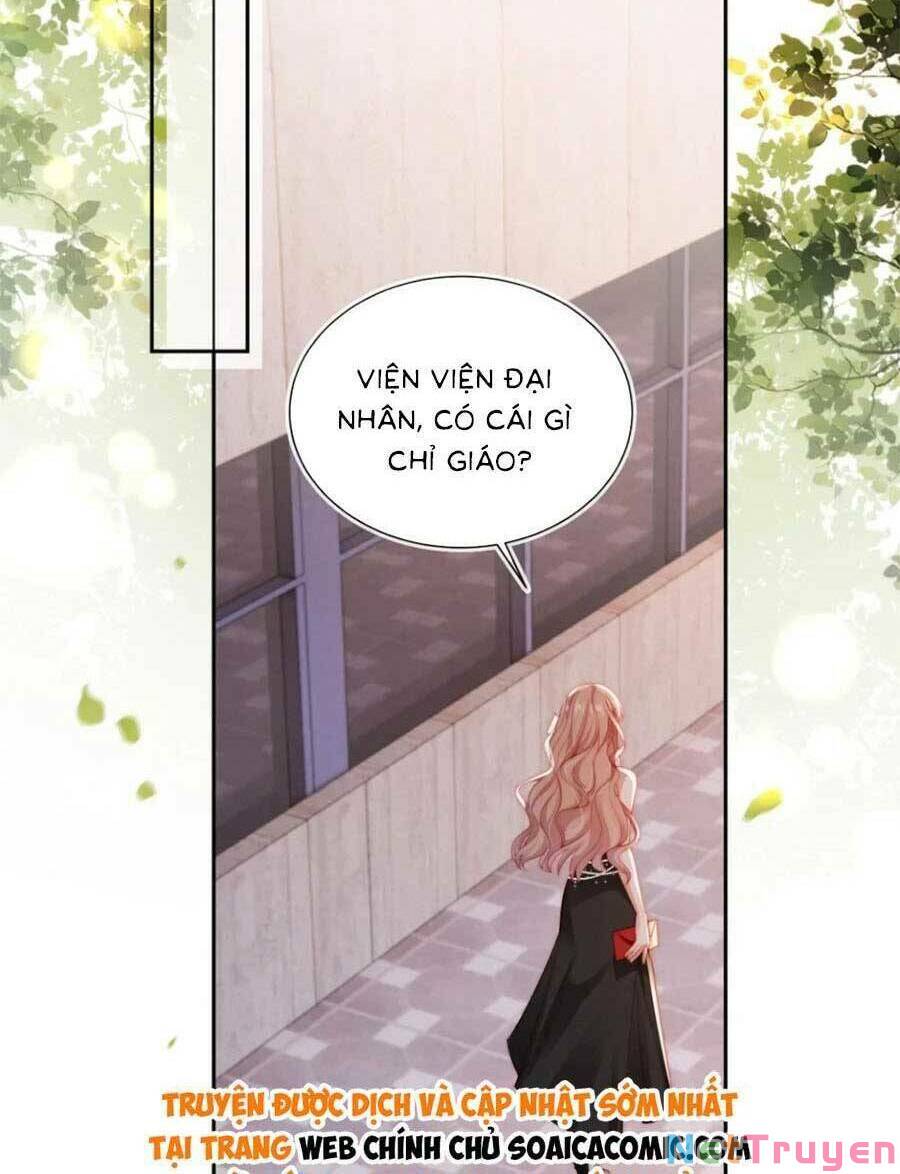 VIỆN VIỆN ĐẠI
NHÂN, CÓ CÁI GÌ
CHỈ GIÁO?
TRUYỆN ĐƯỢC DỊCH VÀ CẬP NHẬT SỚM NHẤT
TẠI TRANG WEB CHÍNH CHỦ SOAICACOMIC.COM
NetTruyen